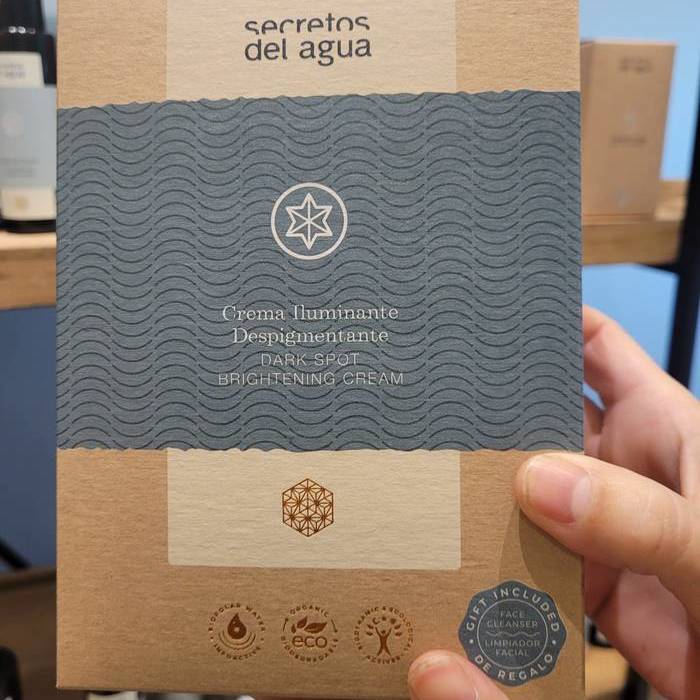 secretos
del agua
Crema Iluminante
Despigmentante
DARK SPOT
BRIGHTENING CREAM
ORGANIC
eco
BIODEGRADABLE
GIFT INCLUDED
FACE
CLEANSER
LIMPIADOR
FACIAL
DE REGALO